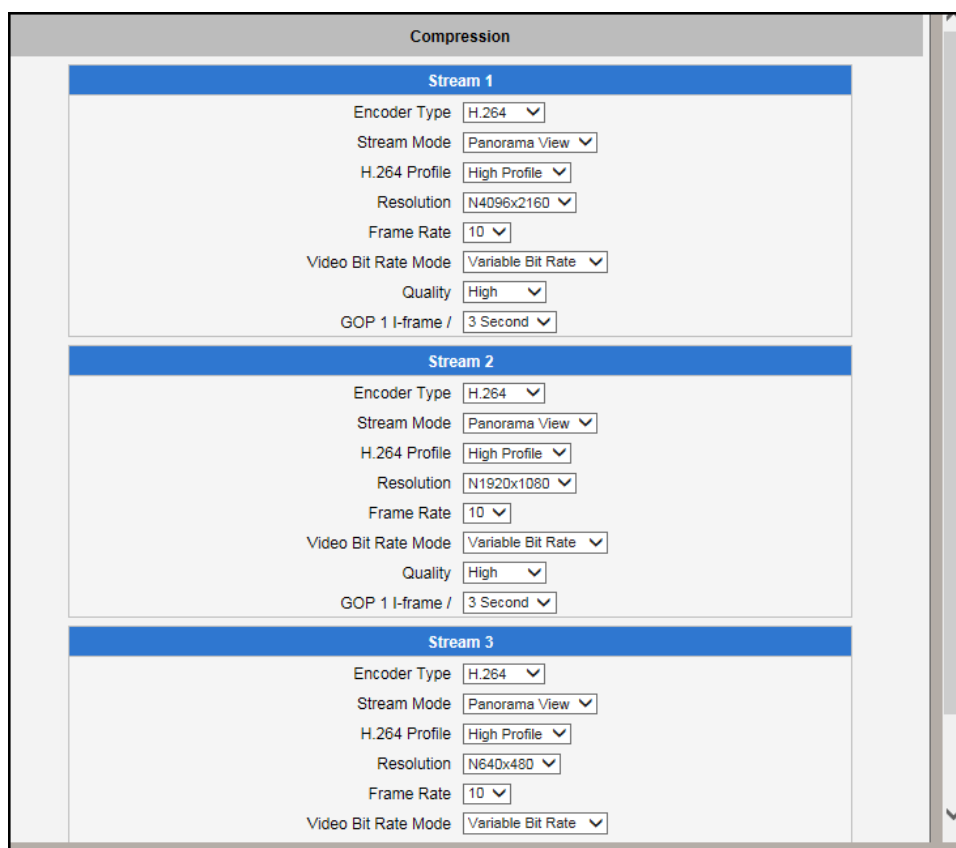 Compression
Stream 1
Encoder Type H.264
Stream Mode Panorama View
H.264 Profile High Profile
Resolution N4096x2160
Frame Rate 10
Video Bit Rate Mode Variable Bit Rate
Quality High
GOP 1 I-frame / 3 Second
Stream 2
Encoder Type H.264
Stream Mode Panorama View
H.264 Profile High Profile
Resolution N1920x1080
Frame Rate 10
Video Bit Rate Mode Variable Bit Rate
Quality High
GOP 1 I-frame / 3 Second
Stream 3
Encoder Type H.264
Stream Mode Panorama View
H.264 Profile High Profile
Resolution N640x480
Frame Rate 10
Video Bit Rate Mode Variable Bit Rate